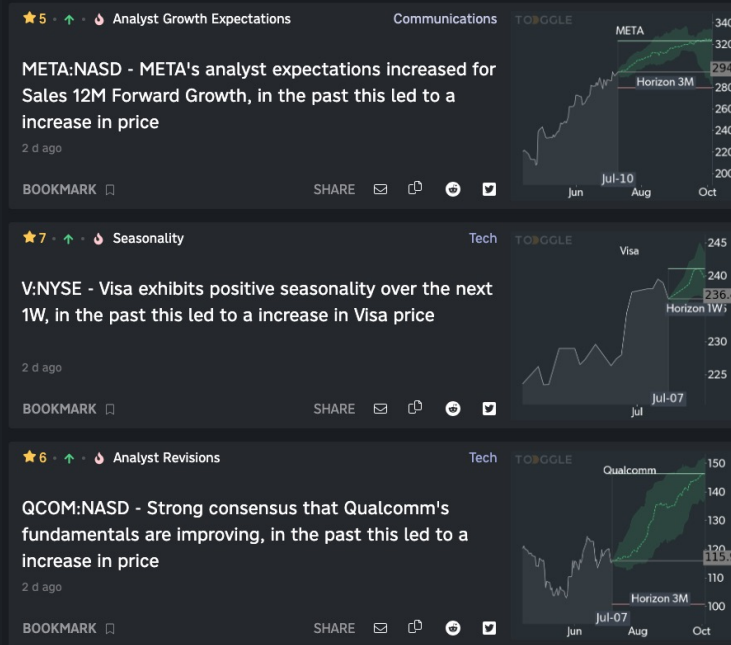 5 · Analyst Growth Expectations
Communications
META:NASD - META's analyst expectations increased for
Sales 12M Forward Growth, in the past this led to a
increase in price
2 d ago
BOOKMARK
SHARE
TOGGLE
META
Horizon 3M
Jul-10
Jun Aug Oct
320
280
260
240
220
7 · Seasonality
Tech
V:NYSE - Visa exhibits positive seasonality over the next
1W, in the past this led to a increase in Visa price
2 d ago
BOOKMARK
SHARE
TOGGLE
Visa
Horizon 1W
Jul-07
Jul
245
240
236.
230
225
6 · Analyst Revisions
Tech
QCOM:NASD - Strong consensus that Qualcomm's
fundamentals are improving, in the past this led to a
increase in price
2 d ago
BOOKMARK
SHARE
TOGGLE
Qualcomm
Horizon 3M
Jul-07
Jun Aug Oct
150
140
130
120
110
100